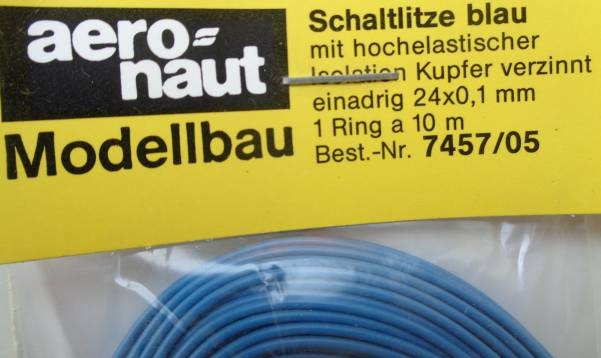 aero=
naut
Modellbau
Schaltlitze blau
mit hochelastischer
Isolation Kupfer verzinnt
einadrig 24x0,1 mm
1 Ring a 10 m
Best.-Nr. 7457/05